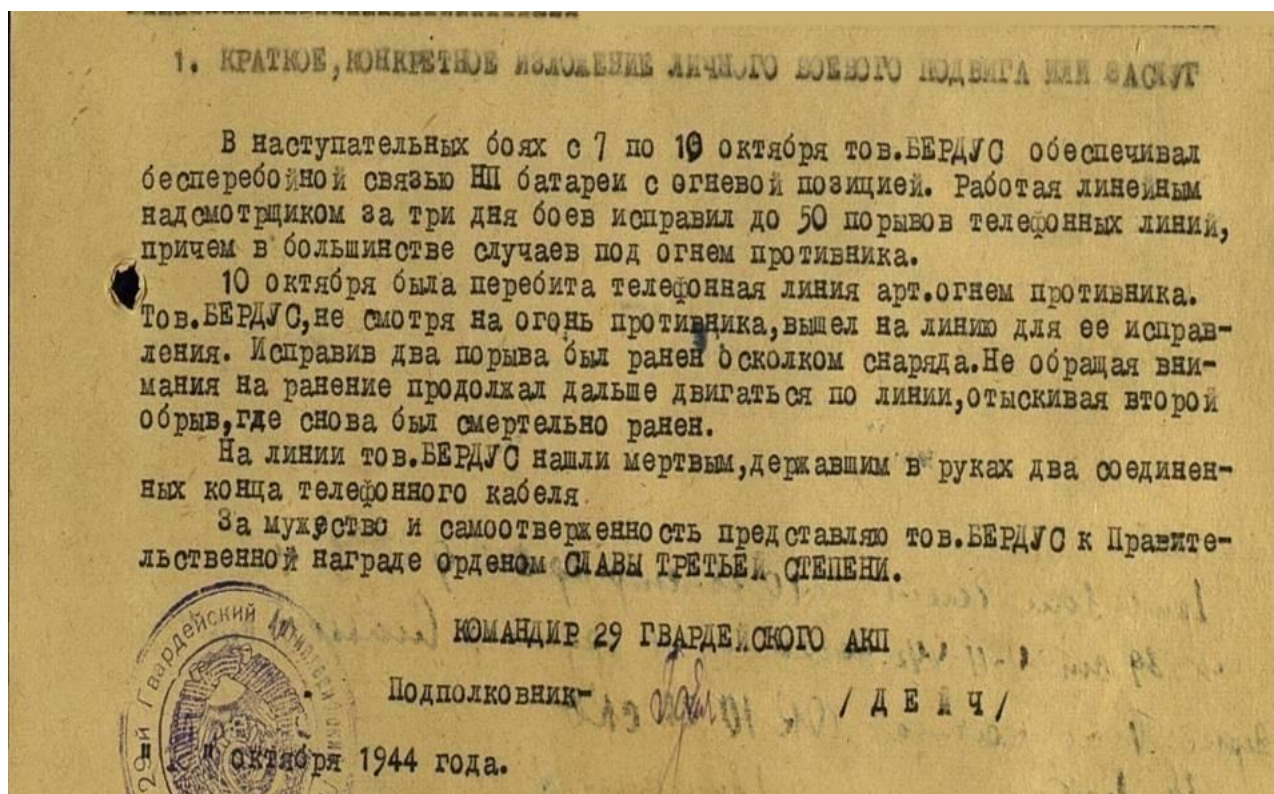 1. КРАТКОЕ, КОНКРЕТНОЕ ИЗЛОЖЕНИЕ ЛИЧНОГО БОЕВОГО ПОДВИГА ИЛИ ЗАСЛУГ
В наступательных боях с 7 по 10 октября тов.БЕРДУС обеспечивал
бесперебойной связью НП батареи с огневой позицией. Работая линейным
надсмотрщиком за три дня боев исправил до 50 порывов телефонных линий,
причем в большинстве случаев под огнем противника.
10 октября была перебита телефонная линия арт.огнем противника.
Тов.БЕРДУС,не смотря на огонь противника,вышел на линию для ее исправ-
ления. Исправив два порыва был ранен осколком снаряда.Не обращая вни-
мания на ранение продолжал дальше двигаться по линии,отыскивая второй
обрыв,где снова был смертельно ранен.
На линии тов.БЕРДУС нашли мертвым,державшим в руках два соединен-
ных конца телефонного кабеля
За мужество и самоотверженность представляю тов.БЕРДУС к Правите-
льственной награде орденом СЛАВЫ ТРЕТЬЕЙ СТЕПЕНИ.
КОМАНДИР 29 ГВАРДЕЙСКОГО АКП
Подполковник- /ДЕЙЧ/
" " октября 1944 года.
29-й Гвардейский